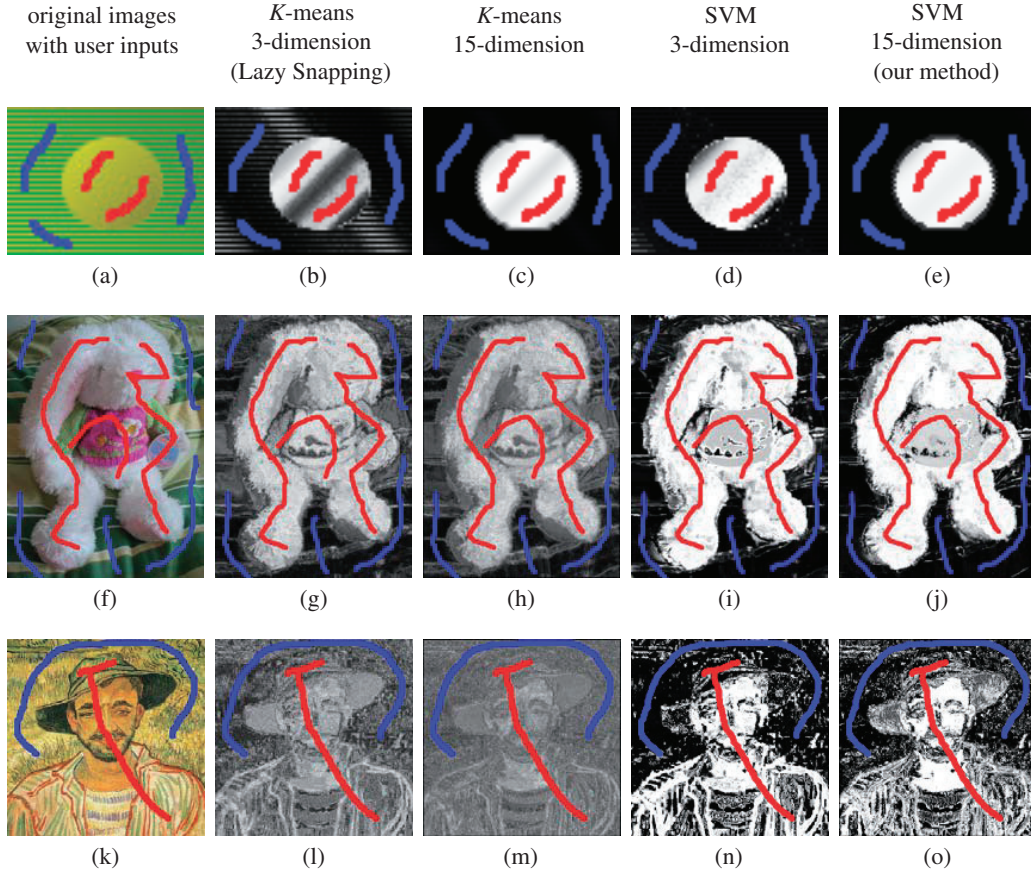 original images
with user inputs
K-means
3-dimension
(Lazy Snapping)
K-means
15-dimension
SVM
3-dimension
SVM
15-dimension
(our method)
(a)
(b)
(c)
(d)
(e)
(f)
(g)
(h)
(i)
(j)
(k)
(l)
(m)
(n)
(o)